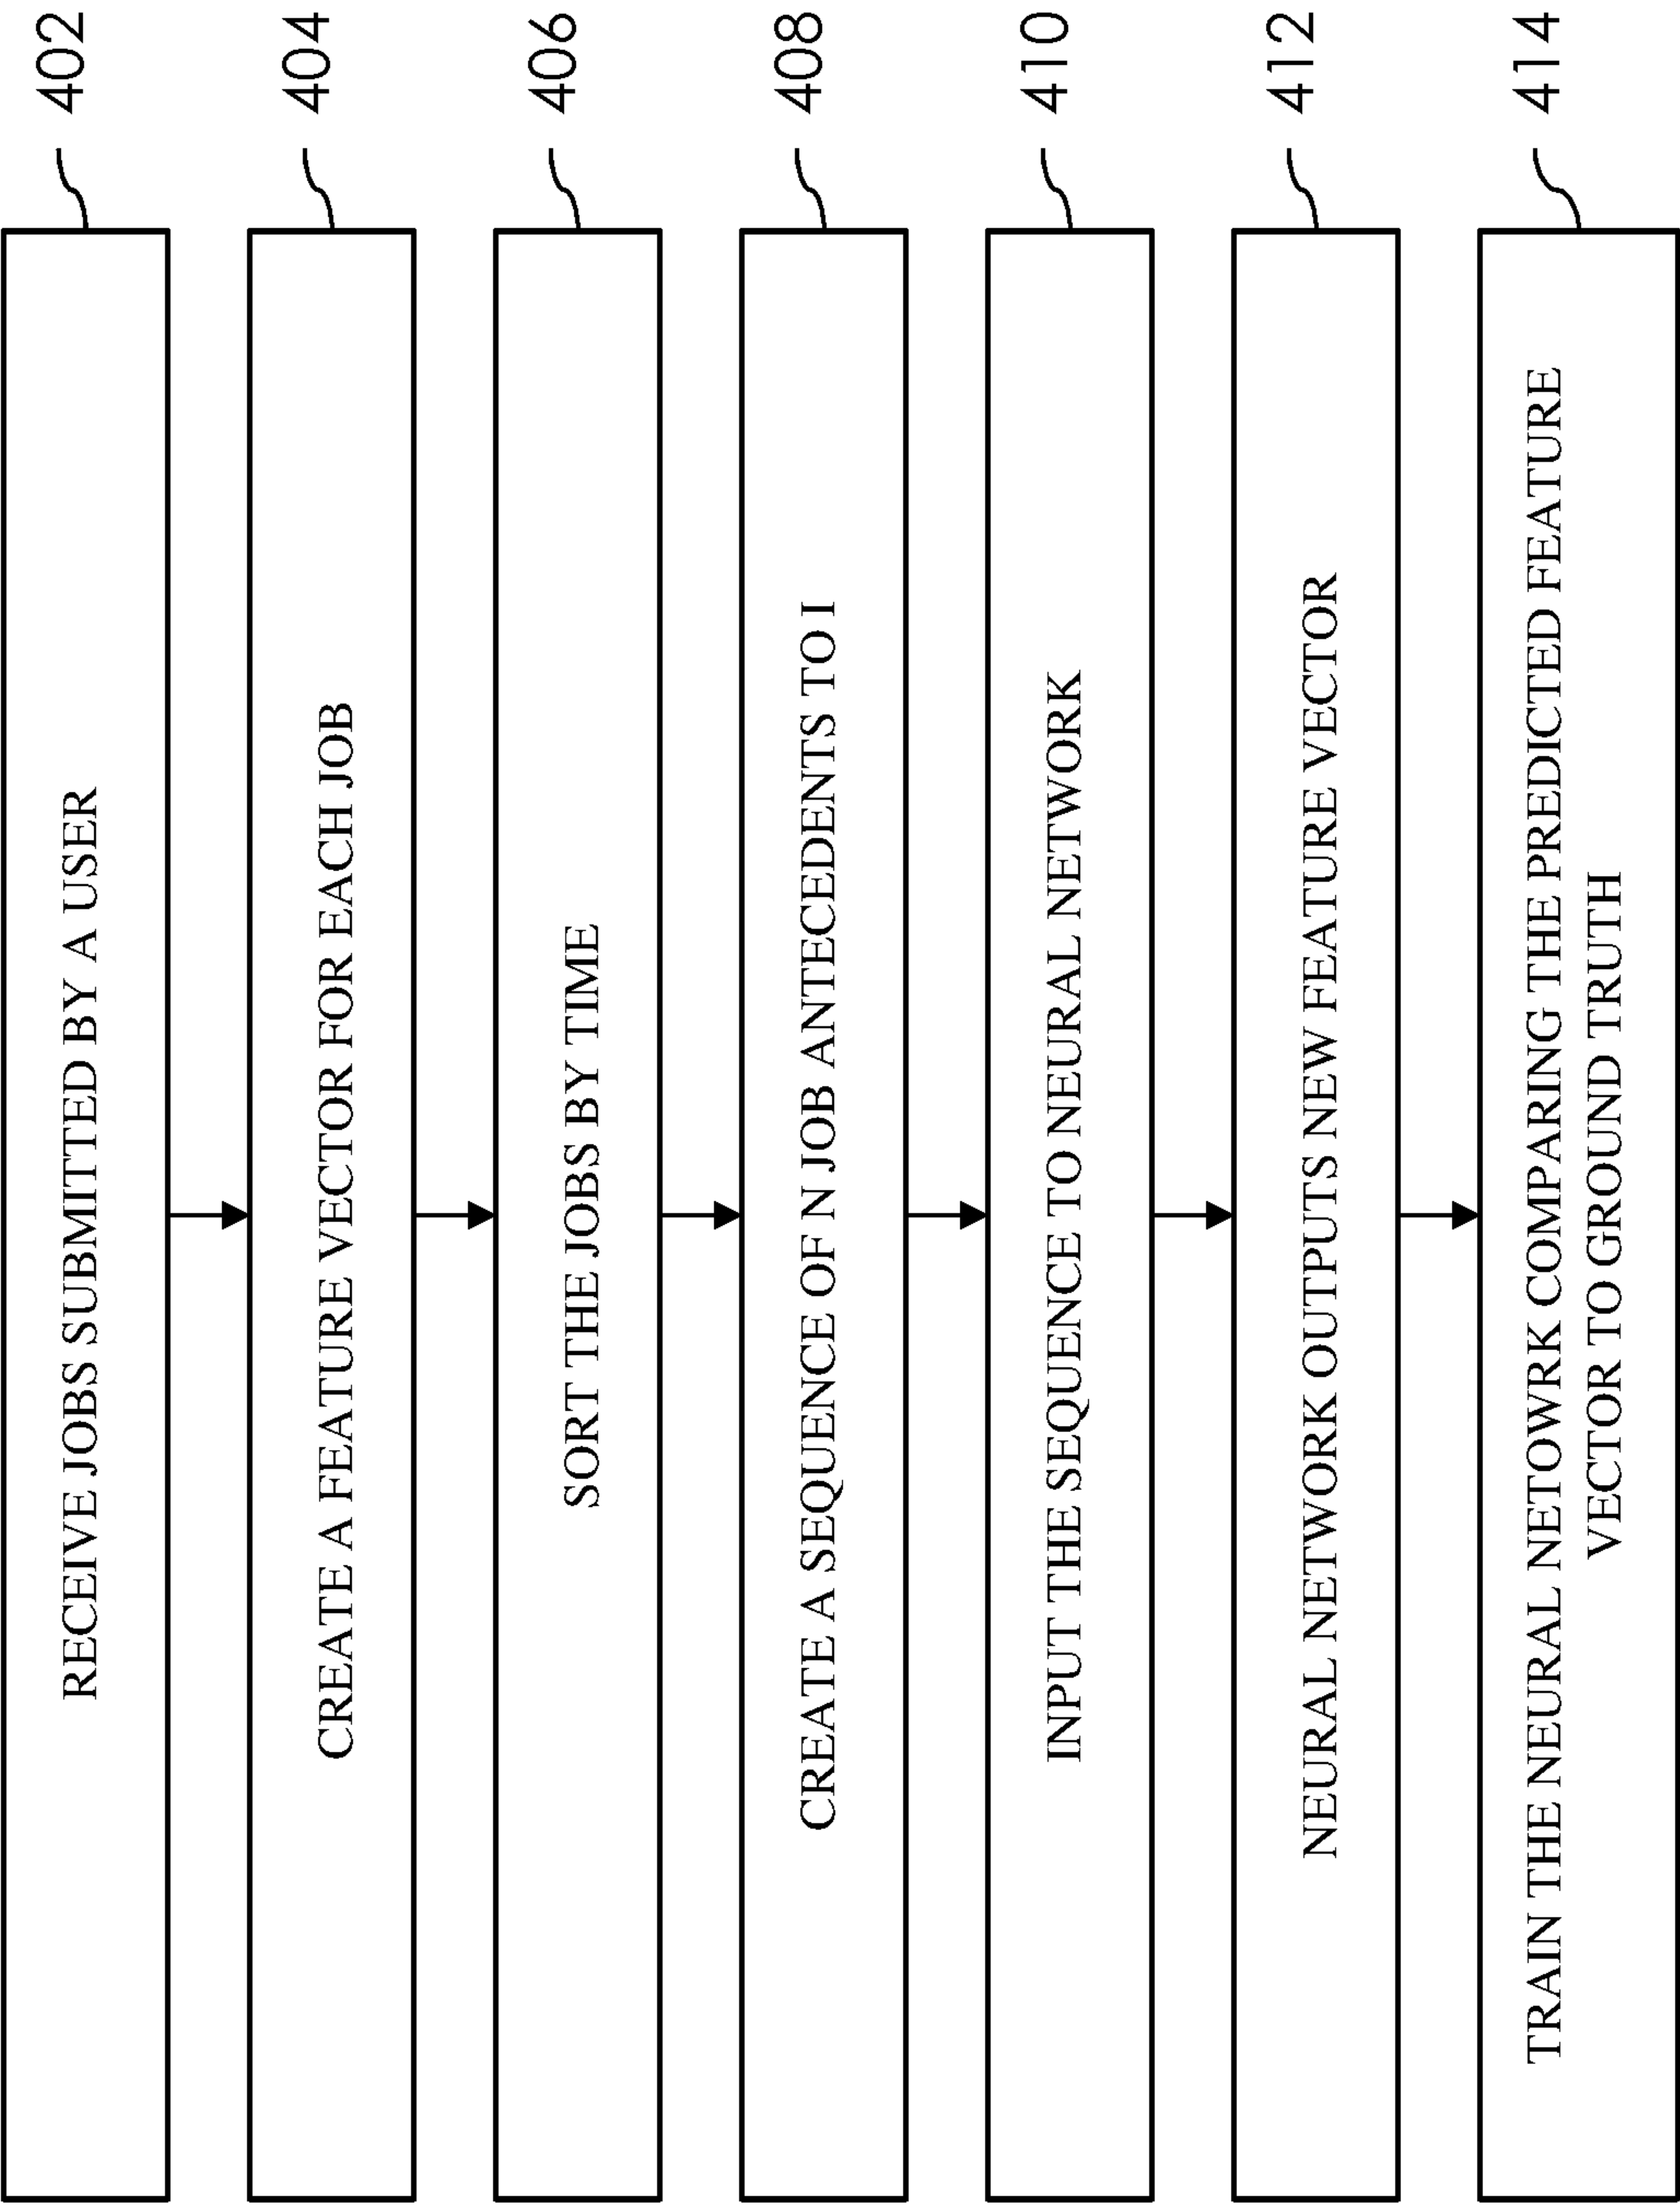 RECEIVE JOBS SUBMITTED BY A USER
402
CREATE A FEATURE VECTOR FOR EACH JOB
404
SORT THE JOBS BY TIME
406
CREATE A SEQUENCE OF N JOB ANTECEDENTS TO I
408
INPUT THE SEQUENCE TO NEURAL NETWORK
410
NEURAL NETWORK OUTPUTS NEW FEATURE VECTOR
412
TRAIN THE NEURAL NETOWRK COMPARING THE PREDICTED FEATURE
VECTOR TO GROUND TRUTH
414